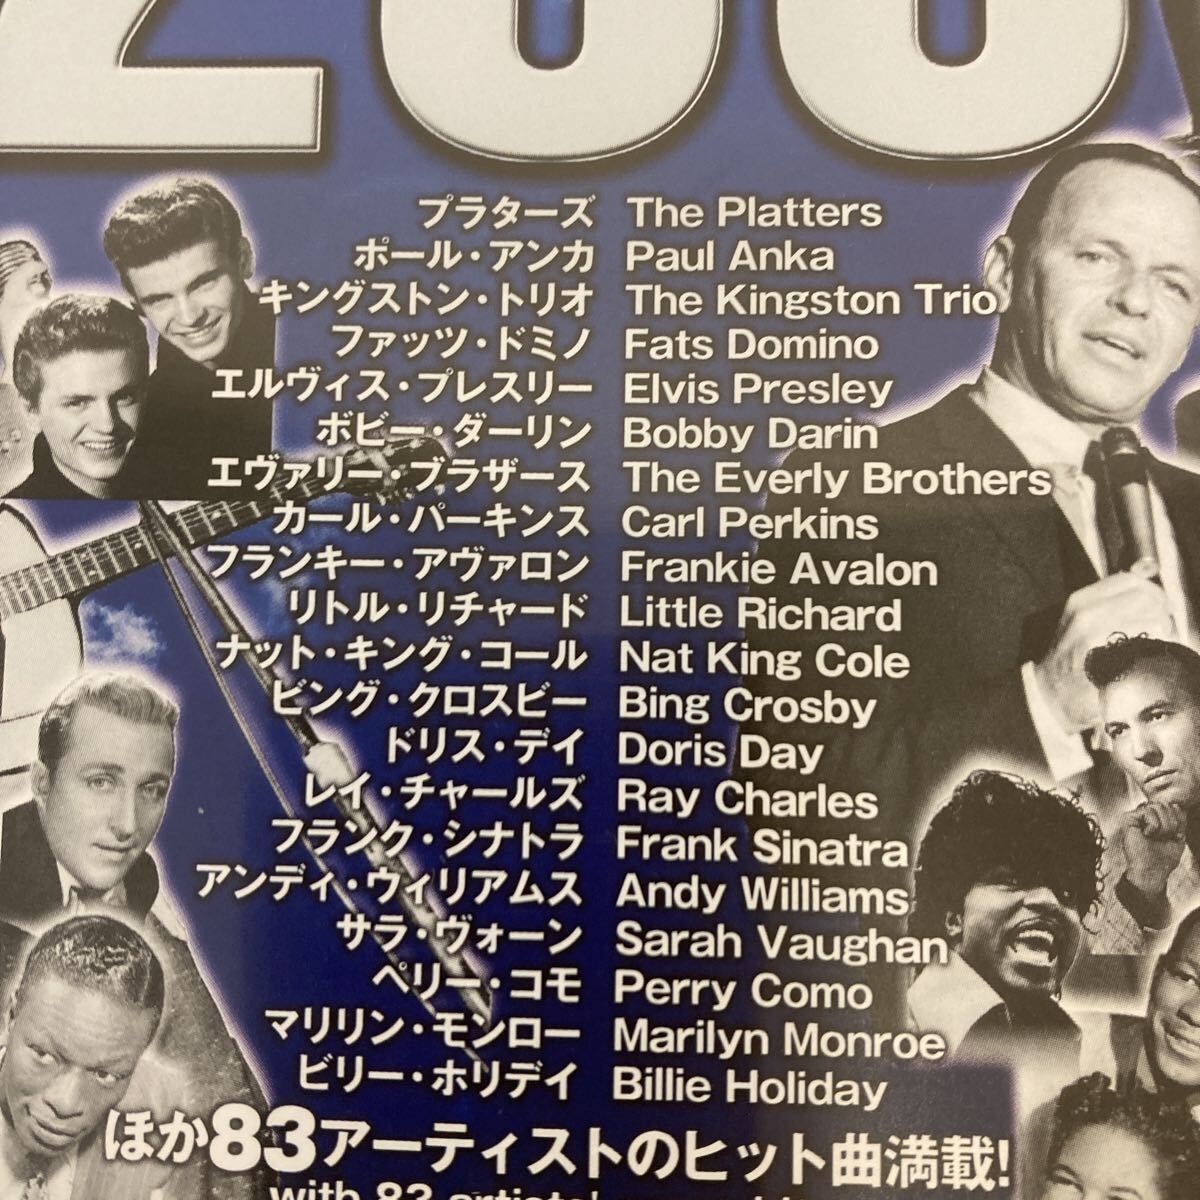 200
プラターズ The Platters
ポール・アンカ Paul Anka
キングストン・トリオ The Kingston Trio
ファッツ・ドミノ Fats Domino
エルヴィス・プレスリー Elvis Presley
ボビー・ダーリン Bobby Darin
エヴァリー・ブラザース The Everly Brothers
カール・パーキンス Carl Perkins
フランキー・アヴァロン Frankie Avalon
リトル・リチャード Little Richard
ナット・キング・コール Nat King Cole
ビング・クロスビー Bing Crosby
ドリス・デイ Doris Day
レイ・チャールズ Ray Charles
フランク・シナトラ Frank Sinatra
アンディ・ウィリアムス Andy Williams
サラ・ヴォーン Sarah Vaughan
ペリー・コモ Perry Como
マリリン・モンロー Marilyn Monroe
ビリー・ホリデイ Billie Holiday
ほか83アーティストのヒット曲満載!
with 83 artists'